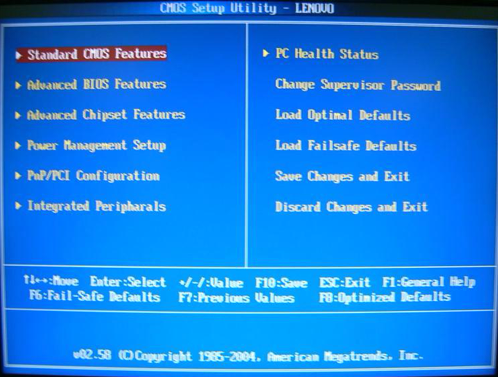 CMOS Setup Utility - LENOVO
▶ Standard CMOS Features
▶ Advanced BIOS Features
▶ Advanced Chipset Features
▶ Power Management Setup
▶ PnP/PCI Configuration
▶ Integrated Peripherals
▶ PC Health Status
Change Supervisor Password
Load Optimal Defaults
Load Failsafe Defaults
Save Changes and Exit
Discard Changes and Exit
↑↓←→:Move Enter:Select +/-/:Value F10:Save ESC:Exit F1:General Help
F6:Fail-Safe Defaults F7:Previous Values F8:Optimized Defaults
v02.58 (C)Copyright 1985-2004, American Megatrends, Inc.